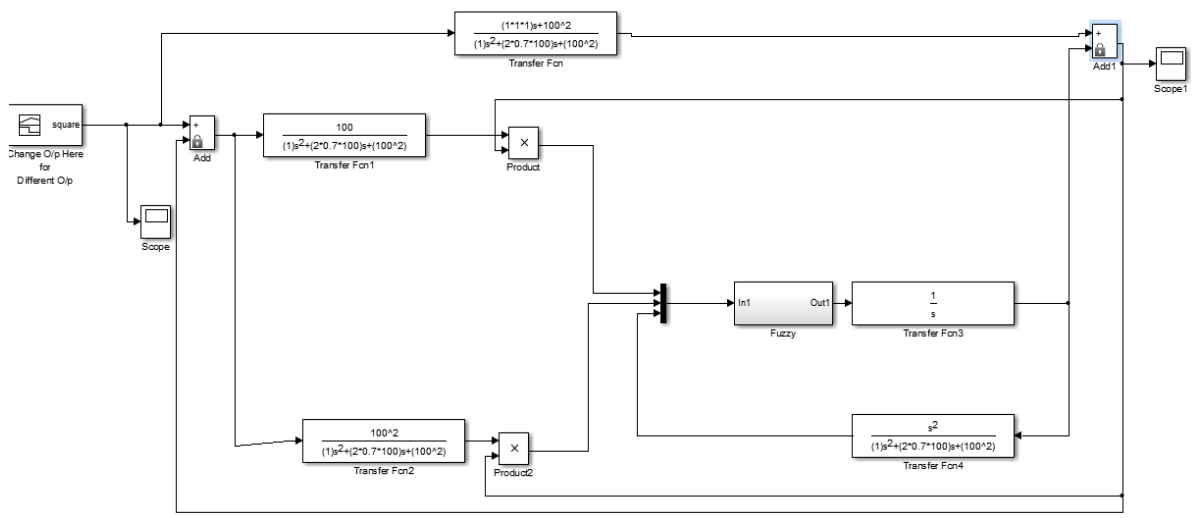 (1*1*1)s+100^2
(1)s2+(2*0.7*100)s+(100^2)
Transfer Fcn
+
Add1
Scope1
square
Change O/p Here
for
Different O/p
+
Add
100
(1)s2+(2*0.7*100)s+(100^2)
Transfer Fcn1
×
Product
Scope
In1
Out1
Fuzzy
1
s
Transfer Fcn3
100^2
(1)s2+(2*0.7*100)s+(100^2)
Transfer Fcn2
×
Product2
s2
(1)s2+(2*0.7*100)s+(100^2)
Transfer Fcn4